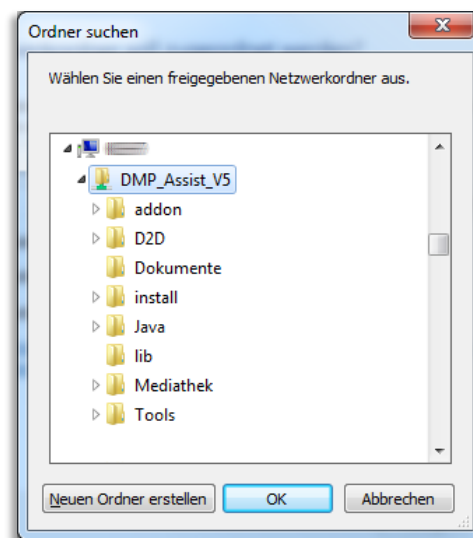 Ordner suchen
Wählen Sie einen freigegebenen Netzwerkordner aus.
DMP_Assist_V5
addon
D2D
Dokumente
install
Java
lib
Mediathek
Tools
Neuen Ordner erstellen OK Abbrechen